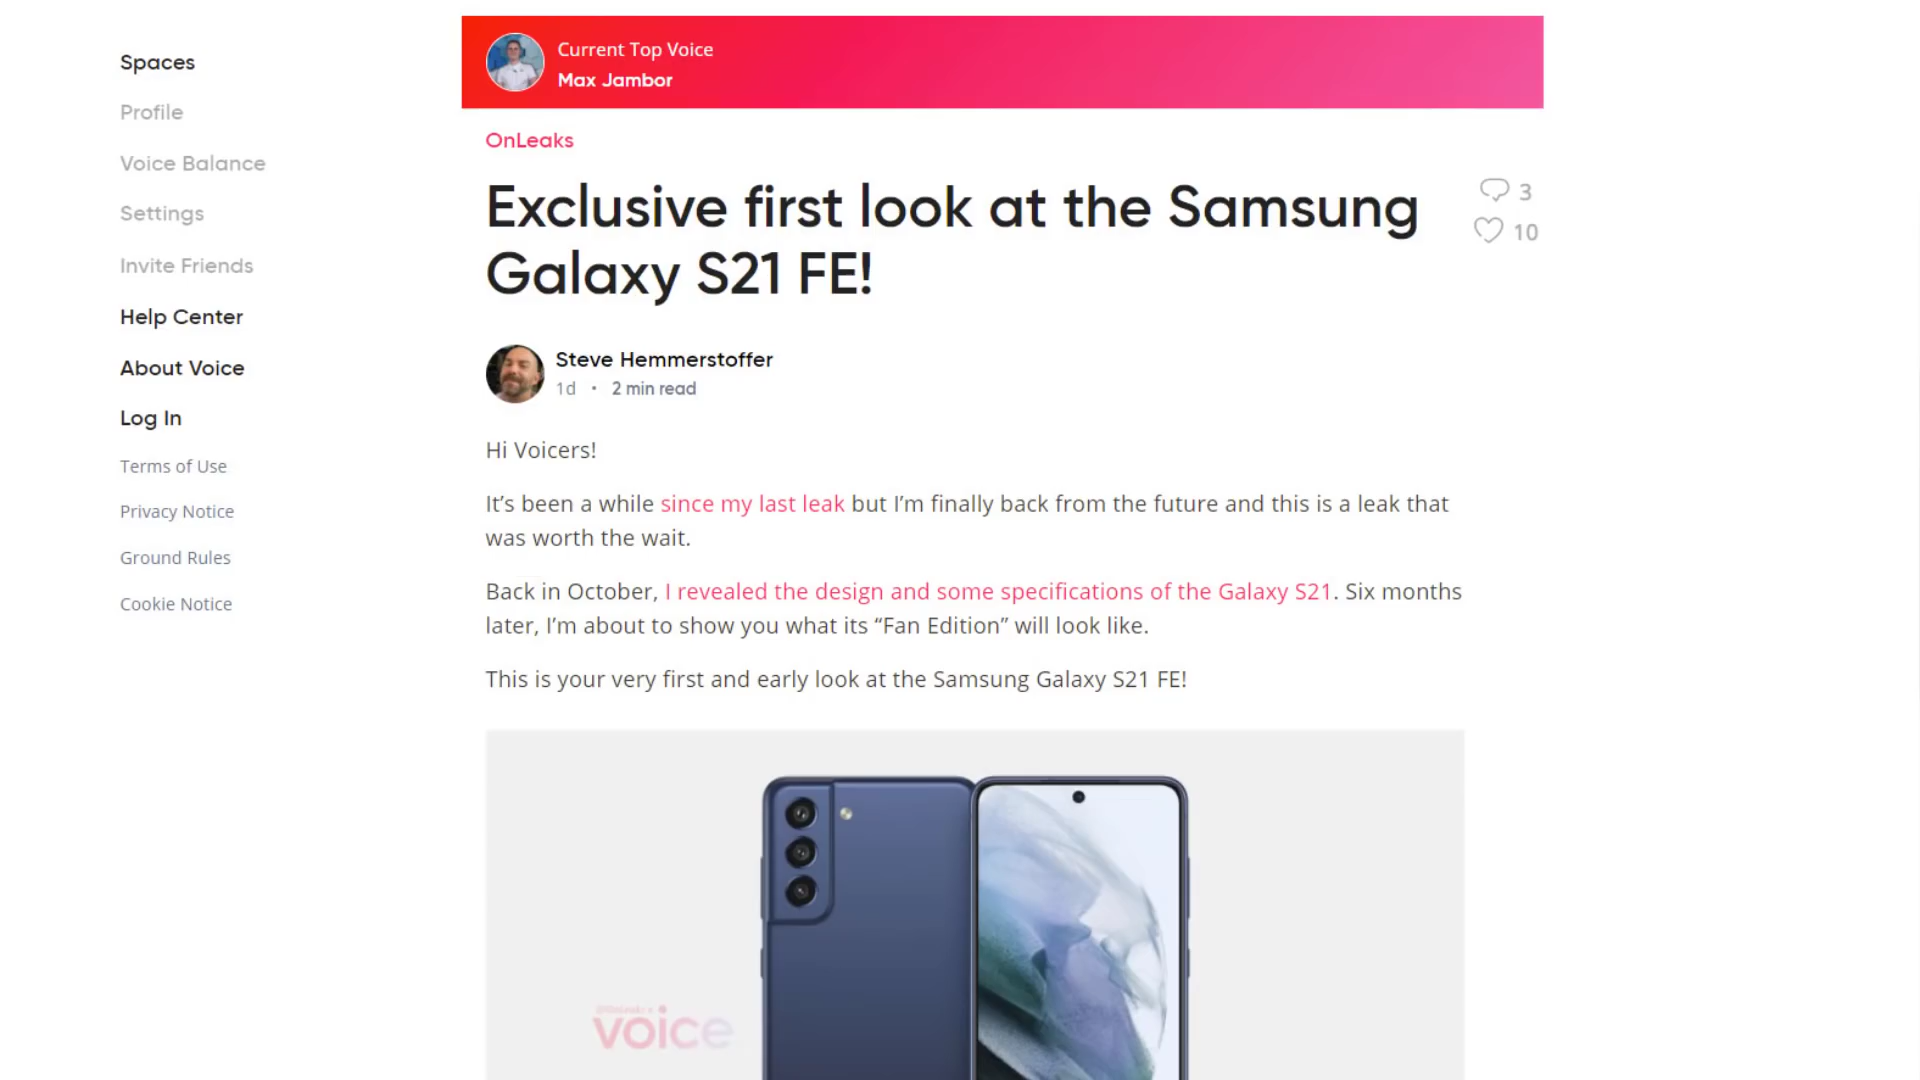 Spaces
Profile
Voice Balance
Settings
Invite Friends
Help Center
About Voice
Log In
Terms of Use
Privacy Notice
Ground Rules
Cookie Notice
Current Top Voice
Max Jambor
OnLeaks
Exclusive first look at the Samsung
Galaxy S21 FE!
3
10
Steve Hemmerstoffer
1d • 2 min read
Hi Voicers!
It’s been a while since my last leak but I’m finally back from the future and this is a leak that
was worth the wait.
Back in October, I revealed the design and some specifications of the Galaxy S21. Six months
later, I’m about to show you what its “Fan Edition” will look like.
This is your very first and early look at the Samsung Galaxy S21 FE!
voice